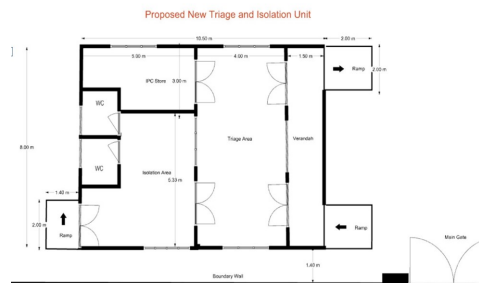 Proposed New Triage and Isolation Unit
10.50 m
2.00 m
5.00 m
4.00 m
1.50 m
Ramp
2.00 m
IPC Store
3.00 m
WC
8.00 m
Triage Area
Verandah
WC
Isolation Area
1.40 m
2.00 m
Ramp
Ramp
Main Gate
1.40 m
Boundary Wall